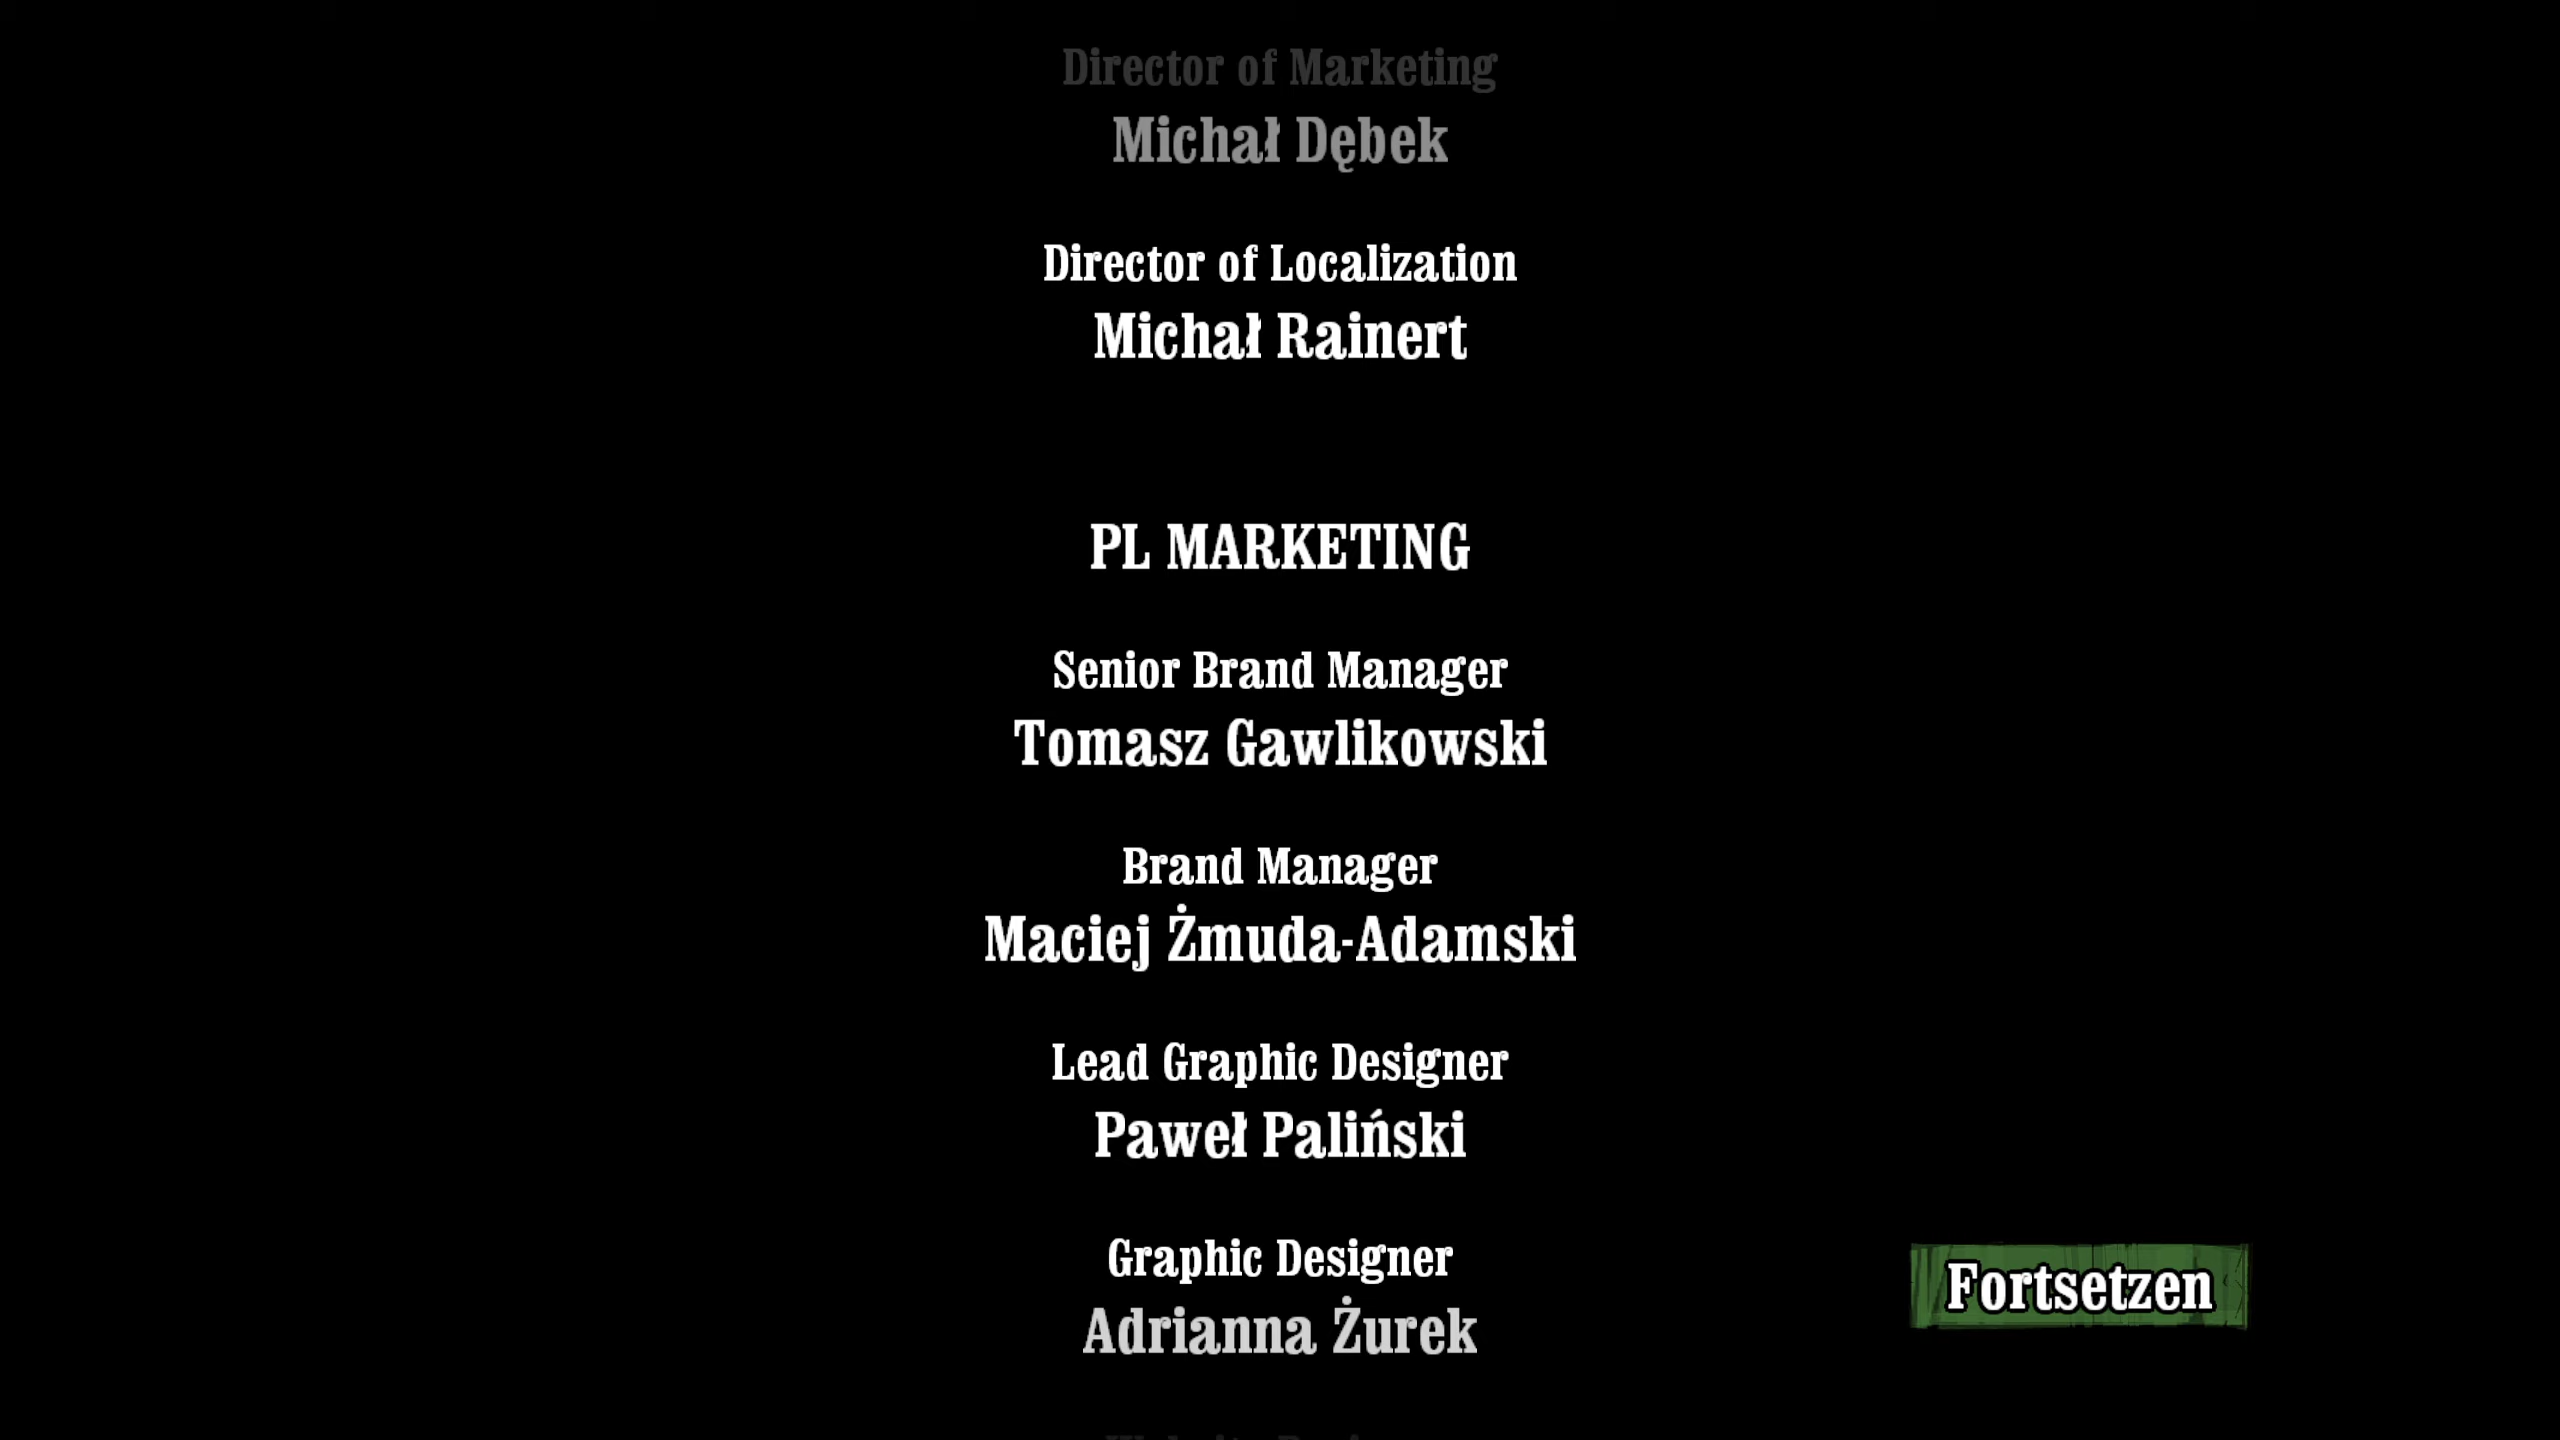 Director of Marketing
Michał Dębek
Director of Localization
Michał Rainert
PL MARKETING
Senior Brand Manager
Tomasz Gawlikowski
Brand Manager
Maciej Żmuda-Adamski
Lead Graphic Designer
Paweł Paliński
Graphic Designer
Adrianna Żurek
Fortsetzen